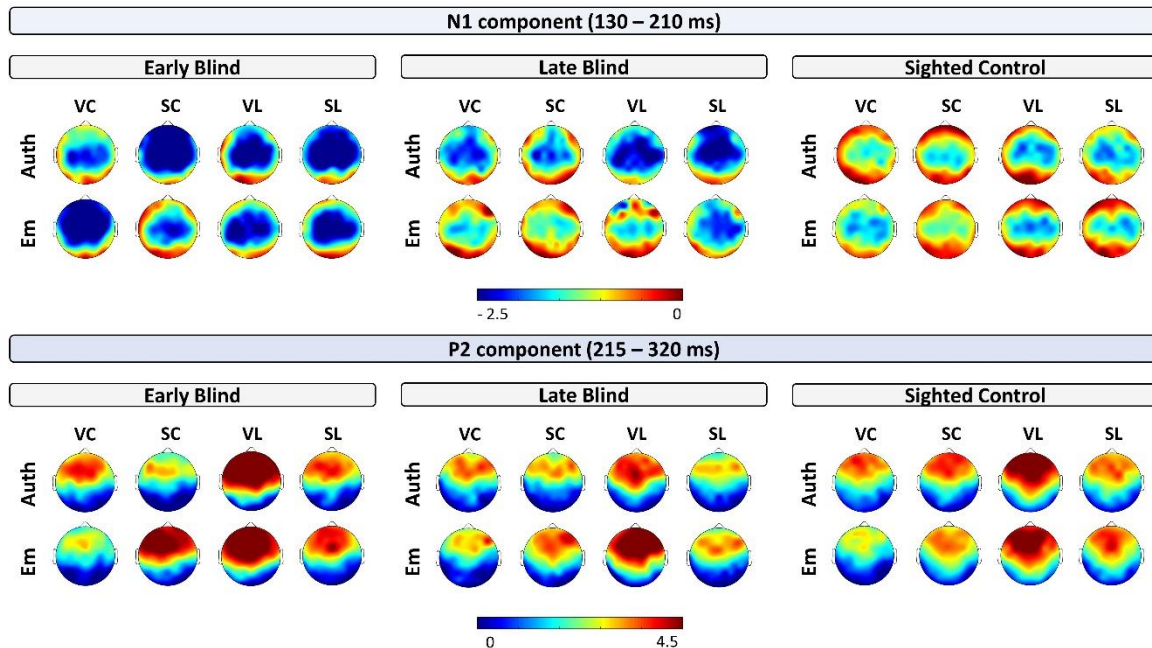 N1 component (130 – 210 ms)
Early Blind Late Blind Sighted Control
VC SC VL SL VC SC VL SL VC SC VL SL
Auth Auth Auth
Em Em Em
- 2.5 0
P2 component (215 – 320 ms)
Early Blind Late Blind Sighted Control
VC SC VL SL VC SC VL SL VC SC VL SL
Auth Auth Auth
Em Em Em
0 4.5